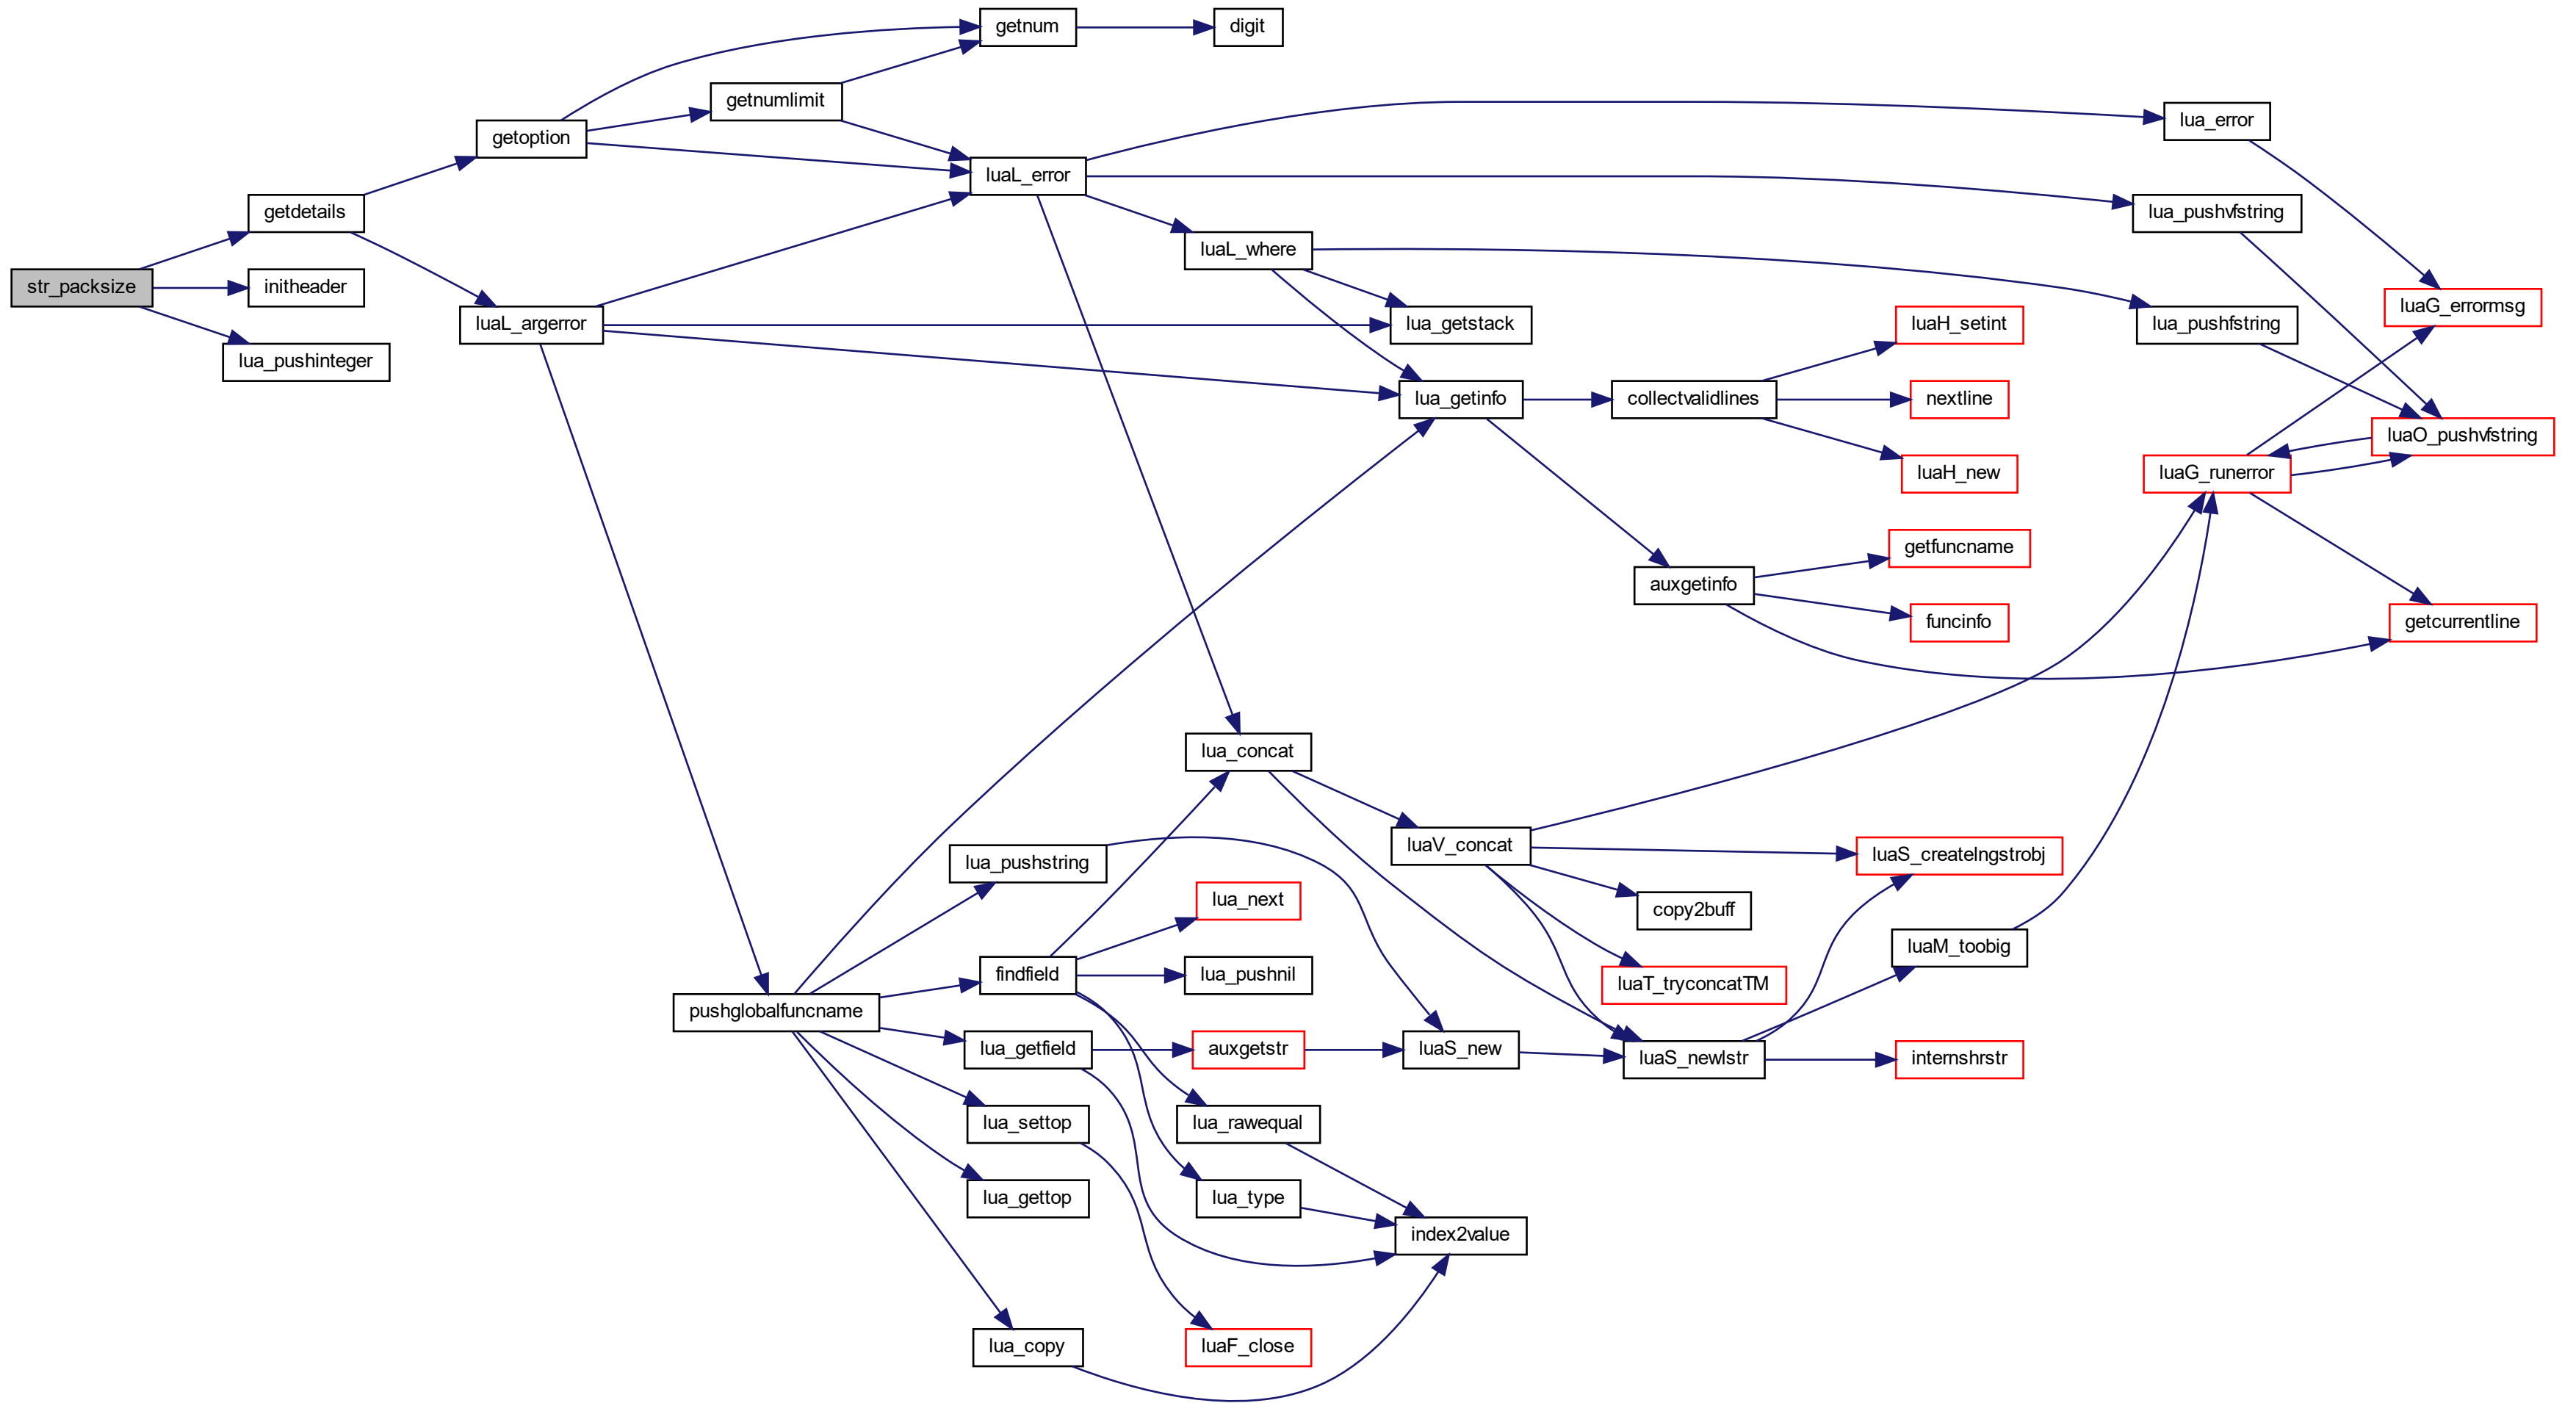 getnum
digit
getnumlimit
lua_error
getoption
luaL_error
getdetails
lua_pushvfstring
luaL_where
str_packsize
initheader
luaG_errormsg
luaL_argerror
lua_getstack
luaH_setint
lua_pushfstring
lua_pushinteger
lua_getinfo
collectvalidlines
nextline
luaO_pushvfstring
luaH_new
luaG_runerror
getfuncname
auxgetinfo
funcinfo
getcurrentline
lua_concat
luaV_concat
luaS_createlngstrobj
lua_pushstring
lua_next
copy2buff
luaM_toobig
findfield
lua_pushnil
luaT_tryconcatTM
pushglobalfuncname
lua_getfield
auxgetstr
luaS_new
luaS_newlstr
internshrstr
lua_settop
lua_rawequal
lua_gettop
lua_type
index2value
lua_copy
luaF_close